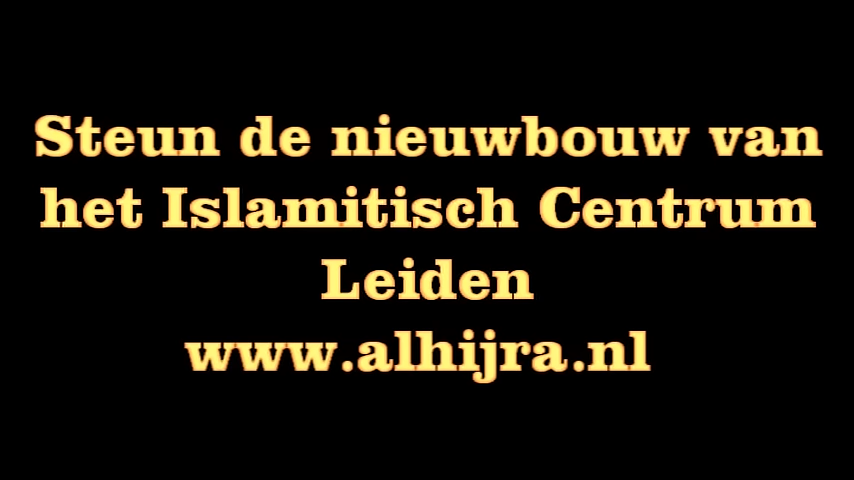 Steun de nieuwbouw van
het Islamitisch Centrum
Leiden
www.alhijra.nl